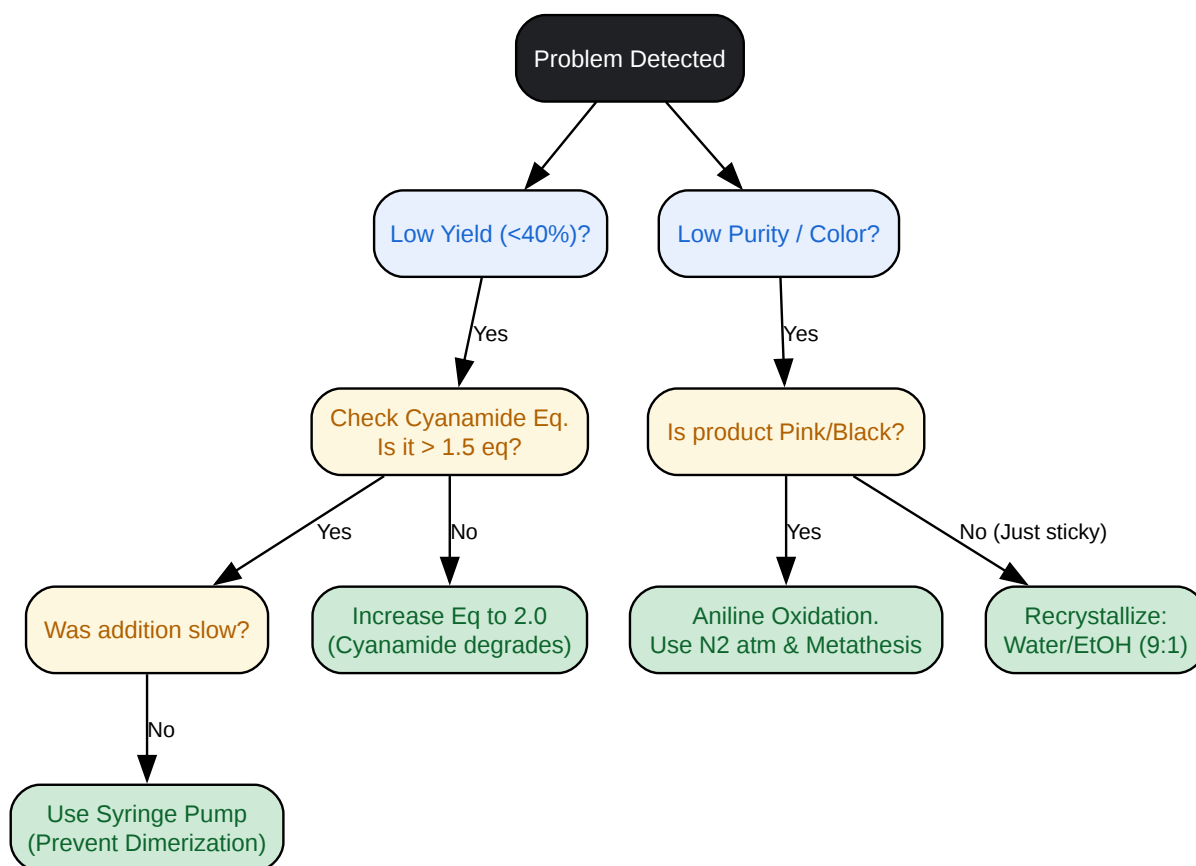 Problem Detected
Low Yield (<40%)?
Low Purity / Color?
Yes
Yes
Check Cyanamide Eq.
Is it > 1.5 eq?
Is product Pink/Black?
Yes
No
Yes
No (Just sticky)
Was addition slow?
Increase Eq to 2.0
(Cyanamide degrades)
Aniline Oxidation.
Use N2 atm & Metathesis
Recrystallize:
Water/EtOH (9:1)
No
Use Syringe Pump
(Prevent Dimerization)